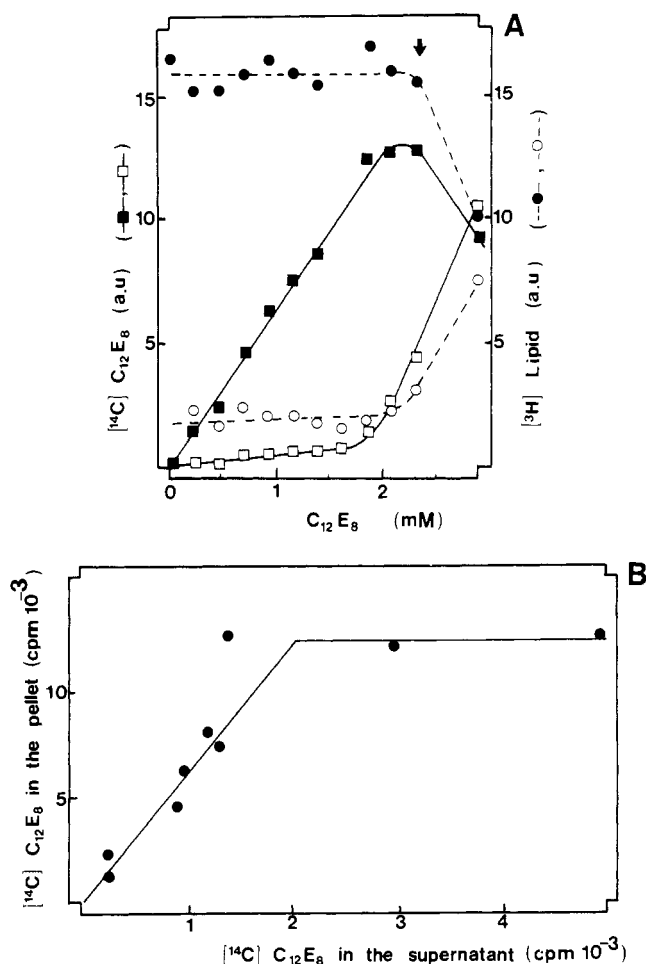 A
15
10
5
[¹⁴C] C₁₂E₈ (a.u) (—■—,—□—)
15
10
5
[³H] Lipid (a.u) (--●--,--○--)
0 1 2
C₁₂E₈ (mM)
B
10
5
[¹⁴C] C₁₂E₈ in the pellet (cpm 10⁻³)
1 2 3 4
[¹⁴C] C₁₂E₈ in the supernatant (cpm 10⁻³)